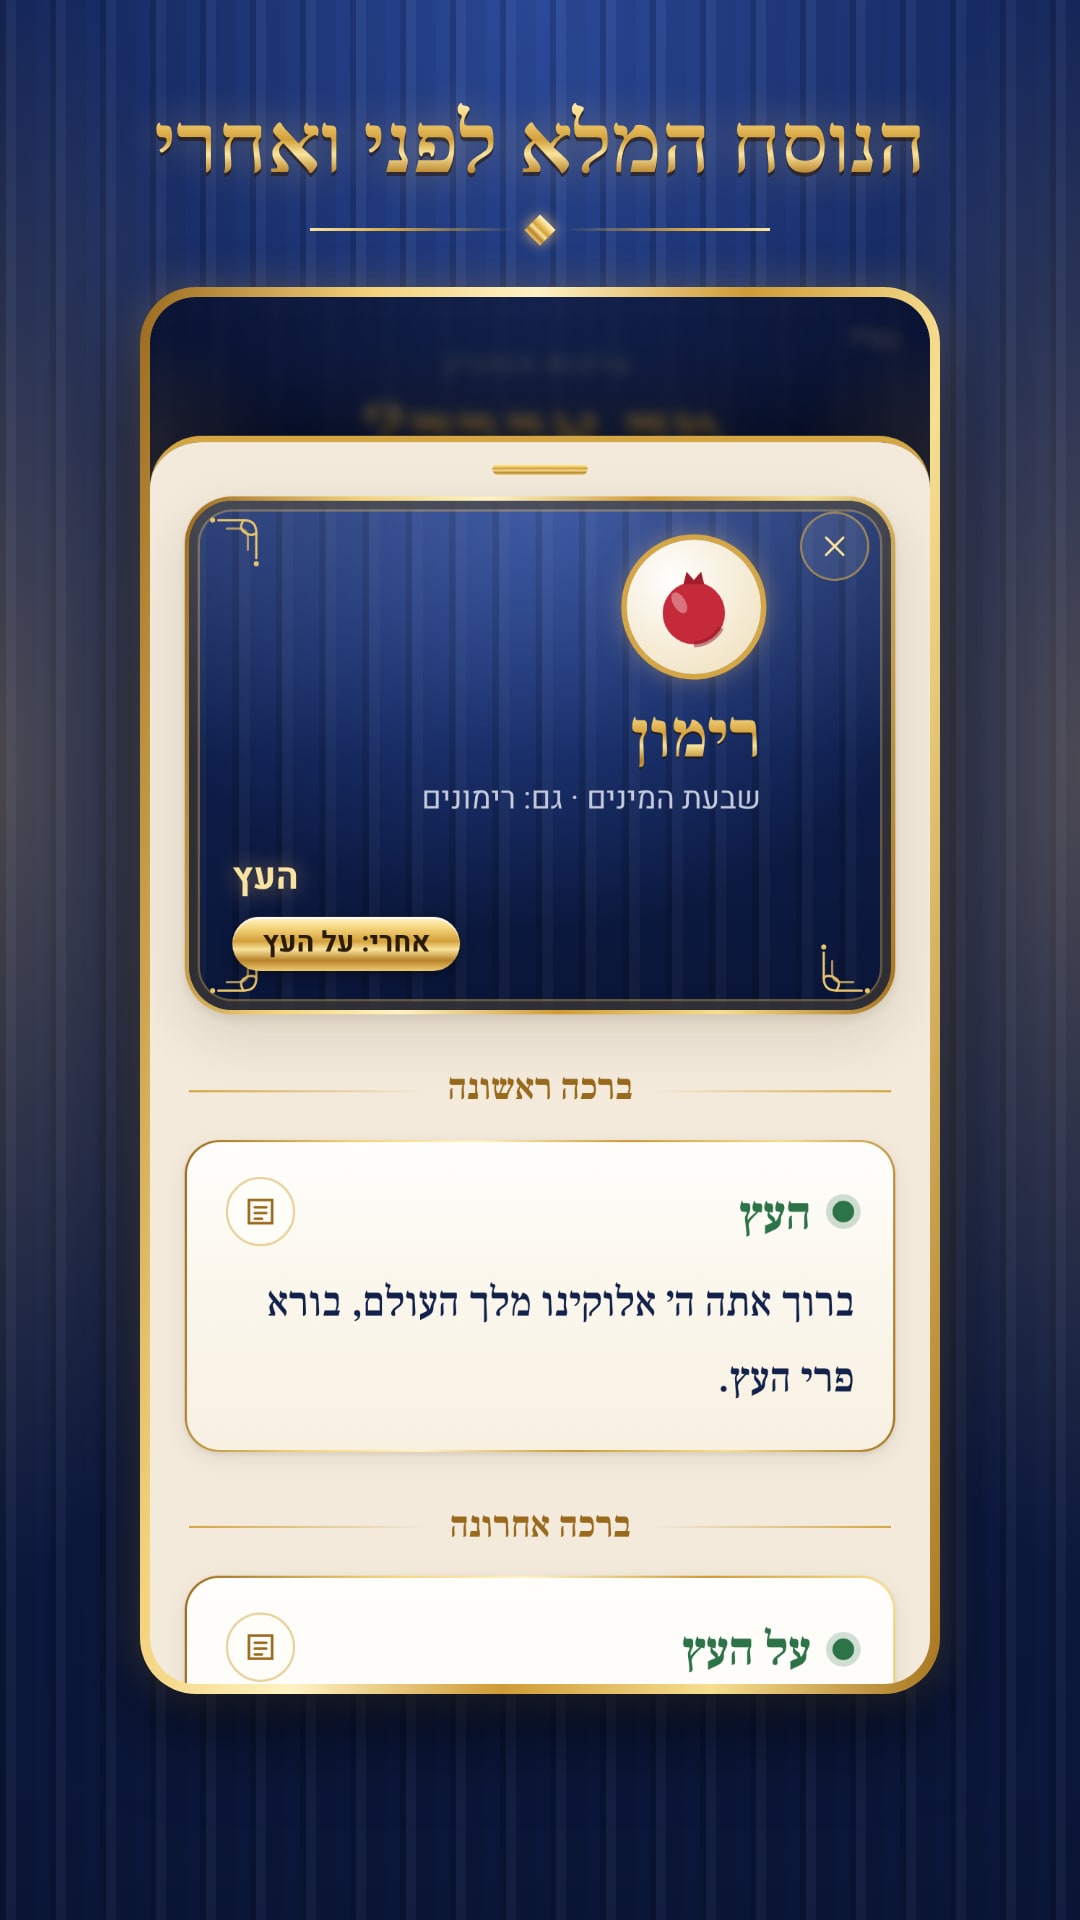 הנוסח המלא לפני ואחרי
רימון
שבעת המינים · גם: רימונים
העץ
אחרי: על העץ
ברכה ראשונה
העץ
ברוך אתה ה׳ אלוקינו מלך העולם, בורא
פרי העץ.
ברכה אחרונה
על העץ